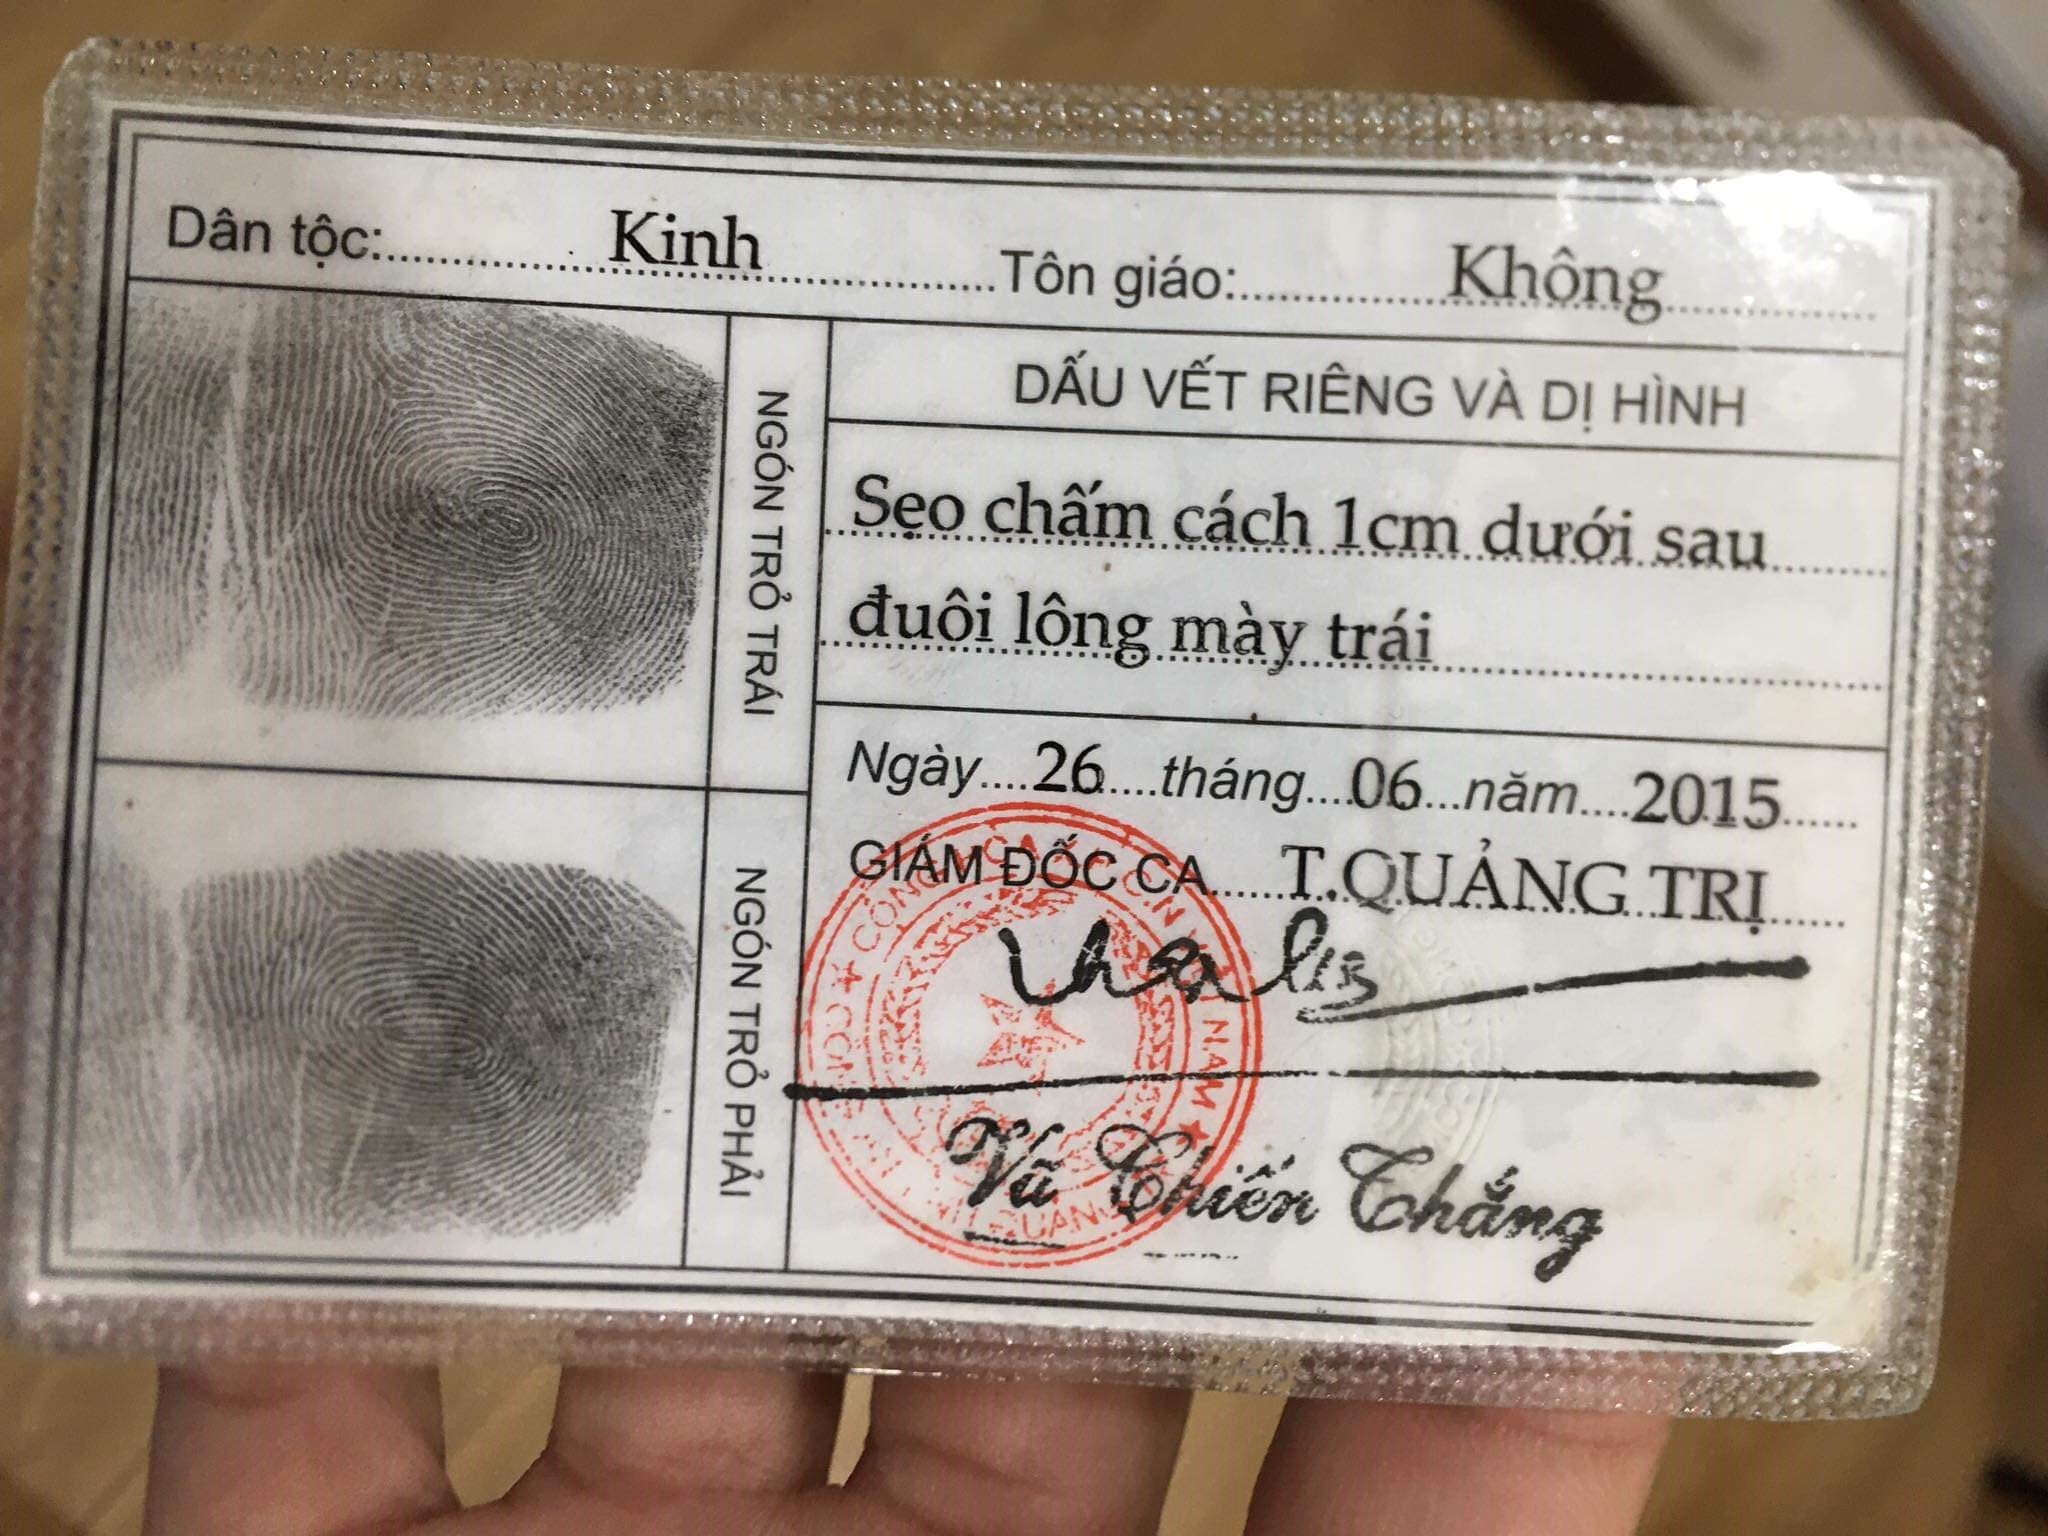 Dân tộc: Kinh Tôn giáo: Không
NGÓN TRỎ TRÁI
DẤU VẾT RIÊNG VÀ DỊ HÌNH
Sẹo chấm cách 1cm dưới sau
đuôi lông mày trái
NGÓN TRỎ PHẢI
Ngày 26 tháng 06 năm 2015
GIÁM ĐỐC CA T.QUẢNG TRỊ
Vũ Chiến Thắng